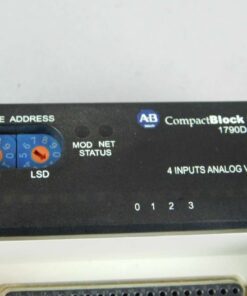 E ADDRESS
AB CompactBlock
1790D
MOD NET
STATUS
LSD
4 INPUTS ANALOG V
0 1 2 3